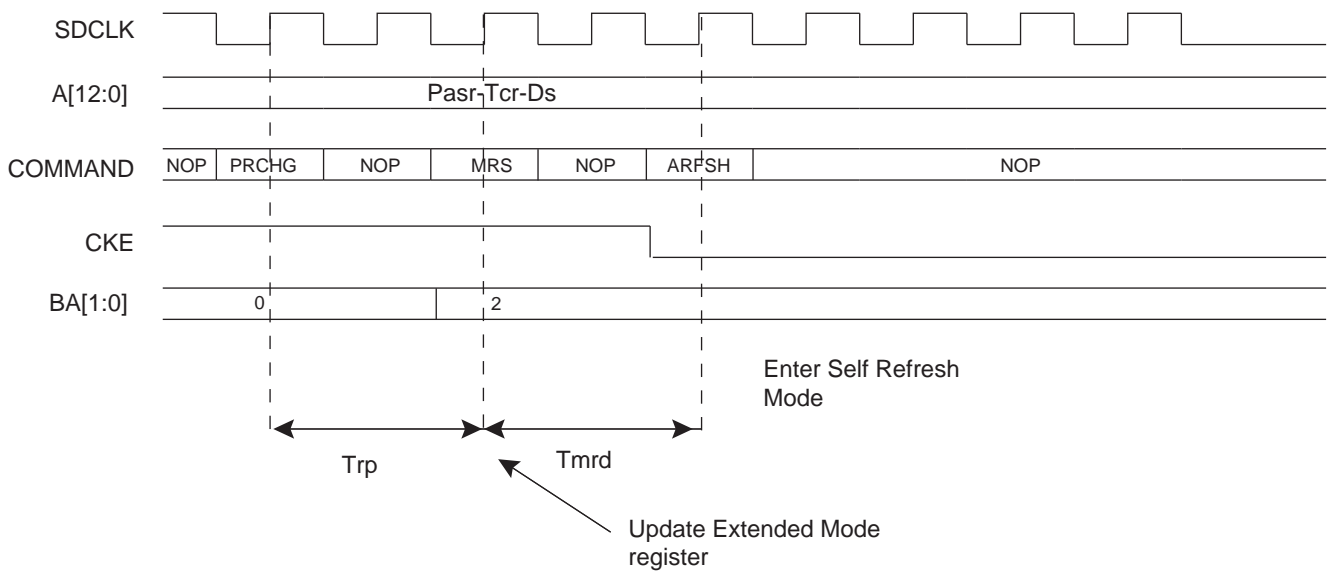 SDCLK
A[12:0]
Pasr-Tcr-Ds
COMMAND
NOP PRCHG NOP MRS NOP ARFSH NOP
CKE
BA[1:0]
0 2
Enter Self Refresh
Mode
Trp
Tmrd
Update Extended Mode
register